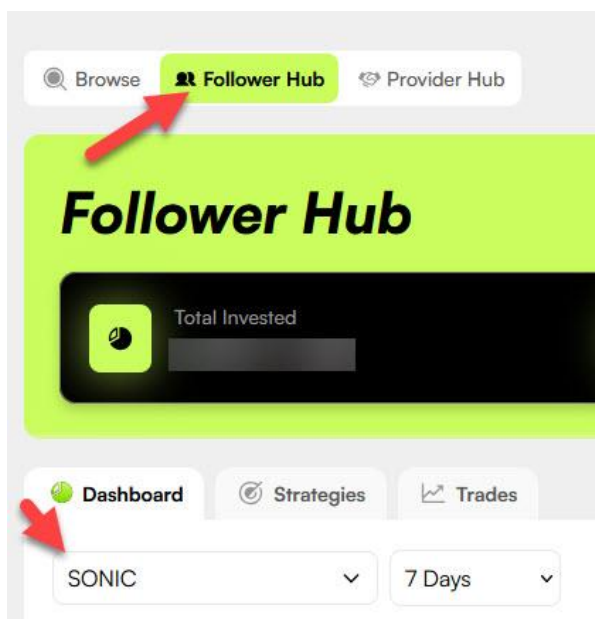 Browse Follower Hub Provider Hub
Follower Hub
Total Invested
Dashboard Strategies Trades
SONIC 7 Days